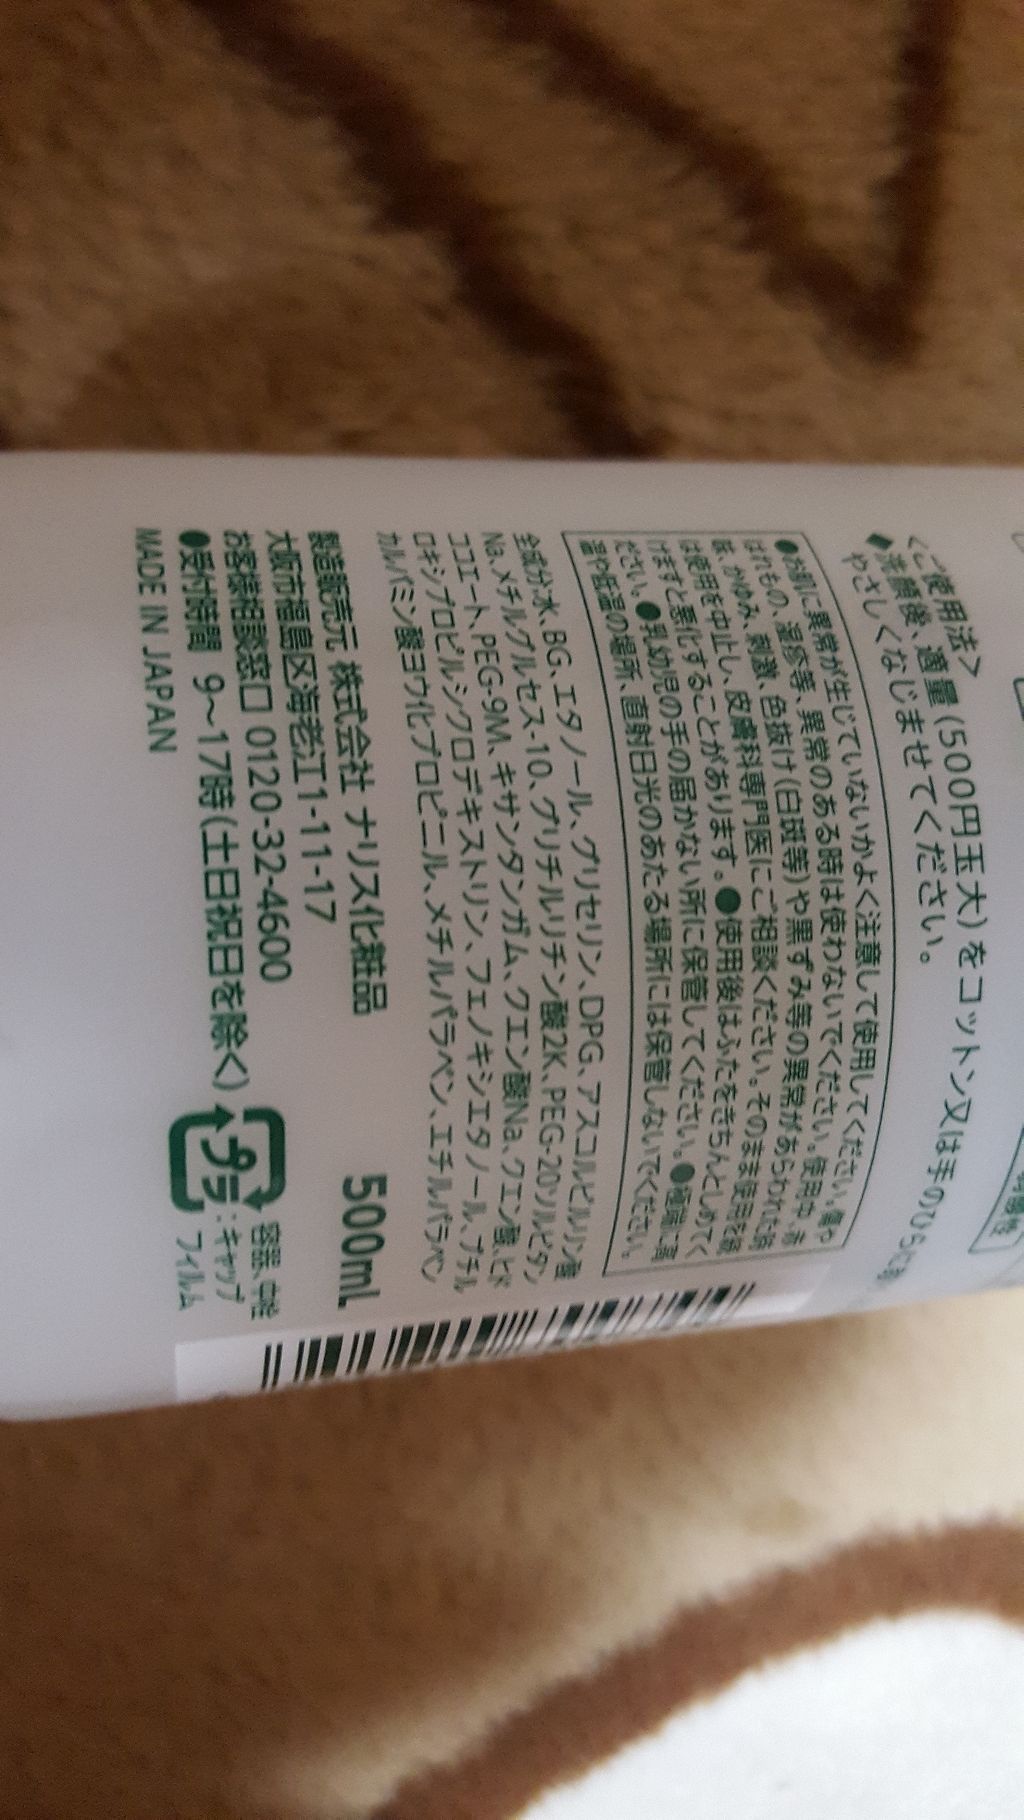 <ご使用法>
◆洗顔後、適量(500円玉大)をコットン又は手のひらに
やさしくなじませてください。
●お肌に異常が生じていないかよく注意して使用してください。傷や
はれもの、湿疹等、異常のある時は使わないでください。使用中、赤
味、かゆみ、刺激、色抜け(白斑等)や黒ずみ等の異常があらわれた時
は使用を中止し、皮膚科専門医にご相談ください。そのまま使用を続
けますと悪化することがあります。●使用後はふたをきちんとしめてく
ださい。●乳幼児の手の届かない所に保管してください。●極端に高
温や低温の場所、直射日光のあたる場所には保管しないでください。
全成分:水、BG、エタノール、グリセリン、DPG、アスコルビルリン酸
Na、メチルグルセス-10、グリチルリチン酸2K、PEG-20ソルビタン
ココエート、PEG-9M、キサンタンガム、クエン酸Na、クエン酸、ヒド
ロキシプロピルシクロデキストリン、フェノキシエタノール、ブチル
カルバミン酸ヨウ化プロピニル、メチルパラベン、エチルパラベン
製造販売元 株式会社 ナリス化粧品 500mL
大阪市福島区海老江1-11-17
お客様相談窓口 0120-32-4600
●受付時間 9～17時(土日祝日を除く)
MADE IN JAPAN
プラ
容器、中栓
:キャップ
フィルム